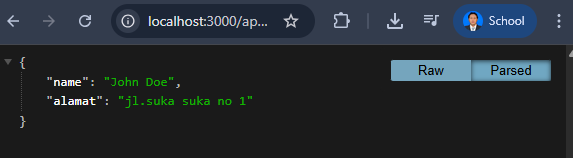 localhost:3000/ap...
School
Raw
Parsed
{
"name": "John Doe",
"alamat": "jl.suka suka no 1"
}